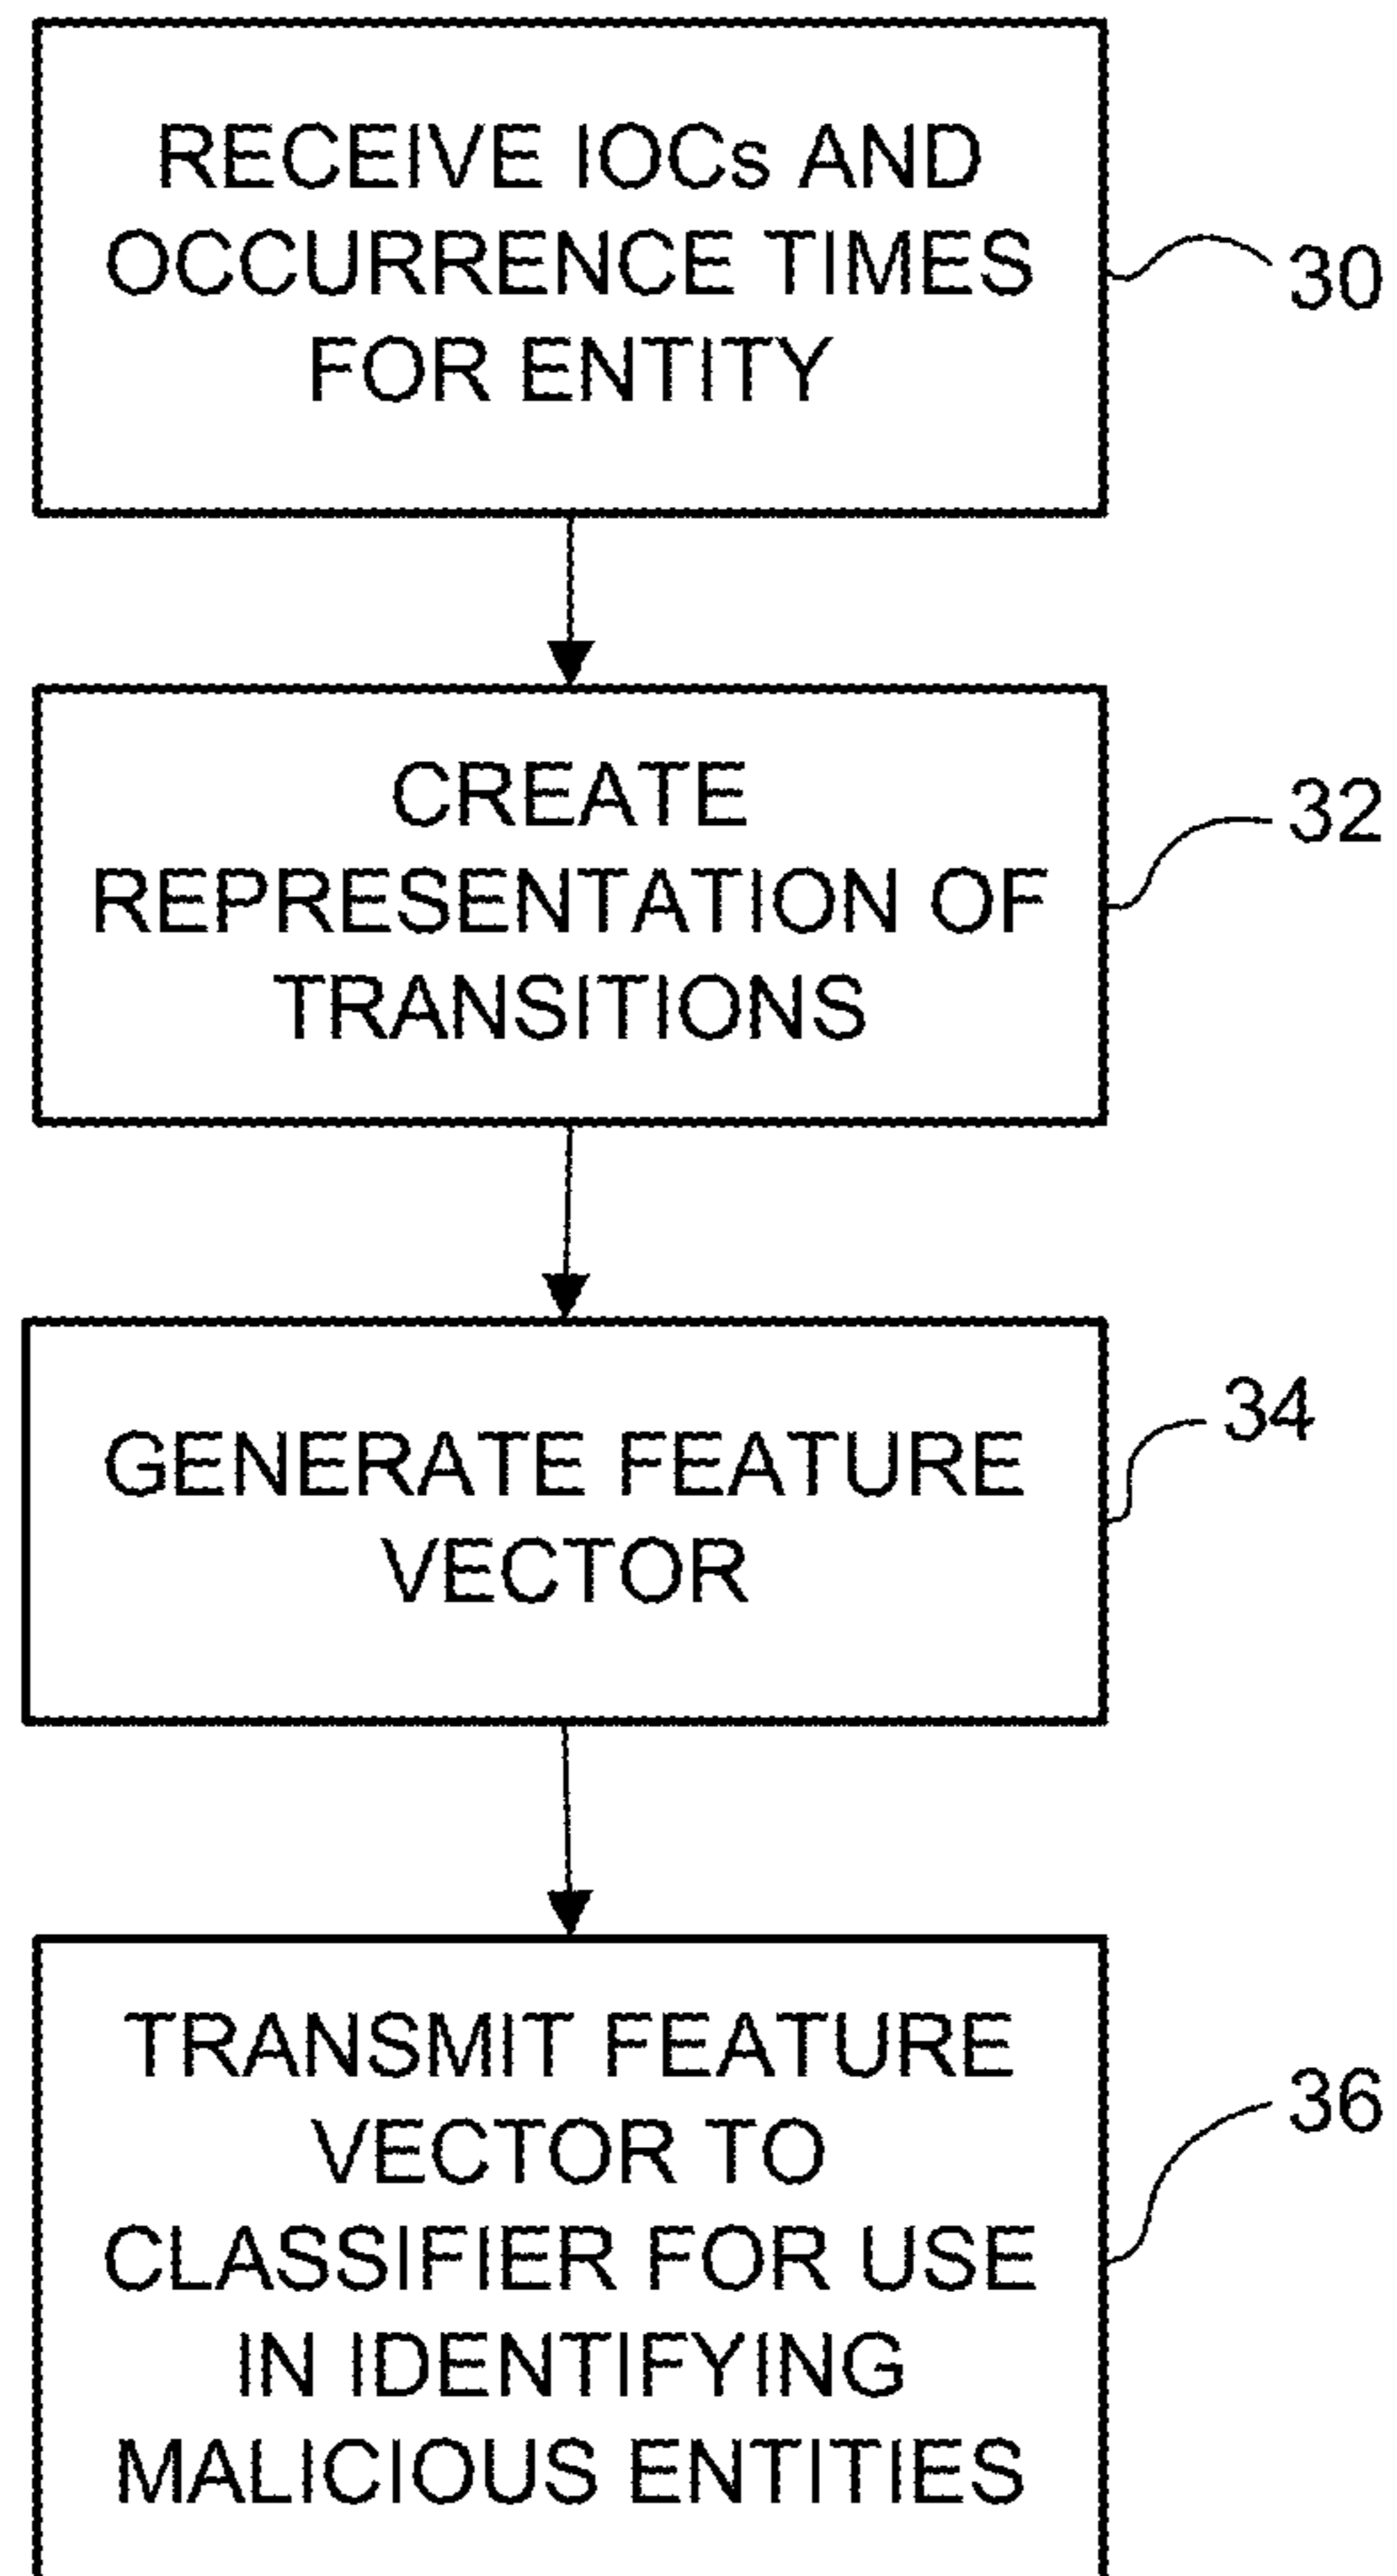 RECEIVE IOCs AND
OCCURRENCE TIMES
FOR ENTITY
30
CREATE
REPRESENTATION OF
TRANSITIONS
32
GENERATE FEATURE
VECTOR
34
TRANSMIT FEATURE
VECTOR TO
CLASSIFIER FOR USE
IN IDENTIFYING
MALICIOUS ENTITIES
36